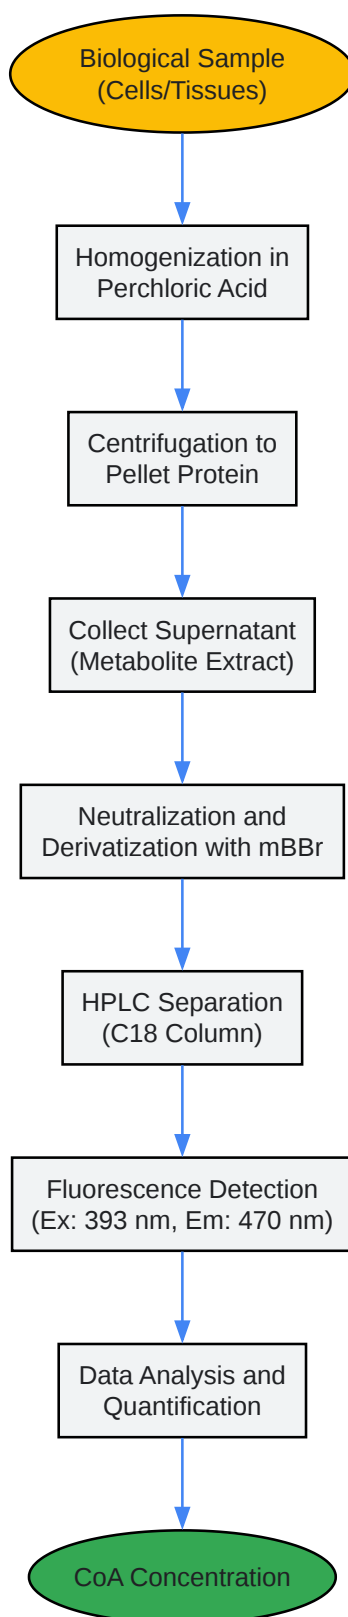 Biological Sample
(Cells/Tissues)
Homogenization in
Perchloric Acid
Centrifugation to
Pellet Protein
Collect Supernatant
(Metabolite Extract)
Neutralization and
Derivatization with mBBr
HPLC Separation
(C18 Column)
Fluorescence Detection
(Ex: 393 nm, Em: 470 nm)
Data Analysis and
Quantification
CoA Concentration